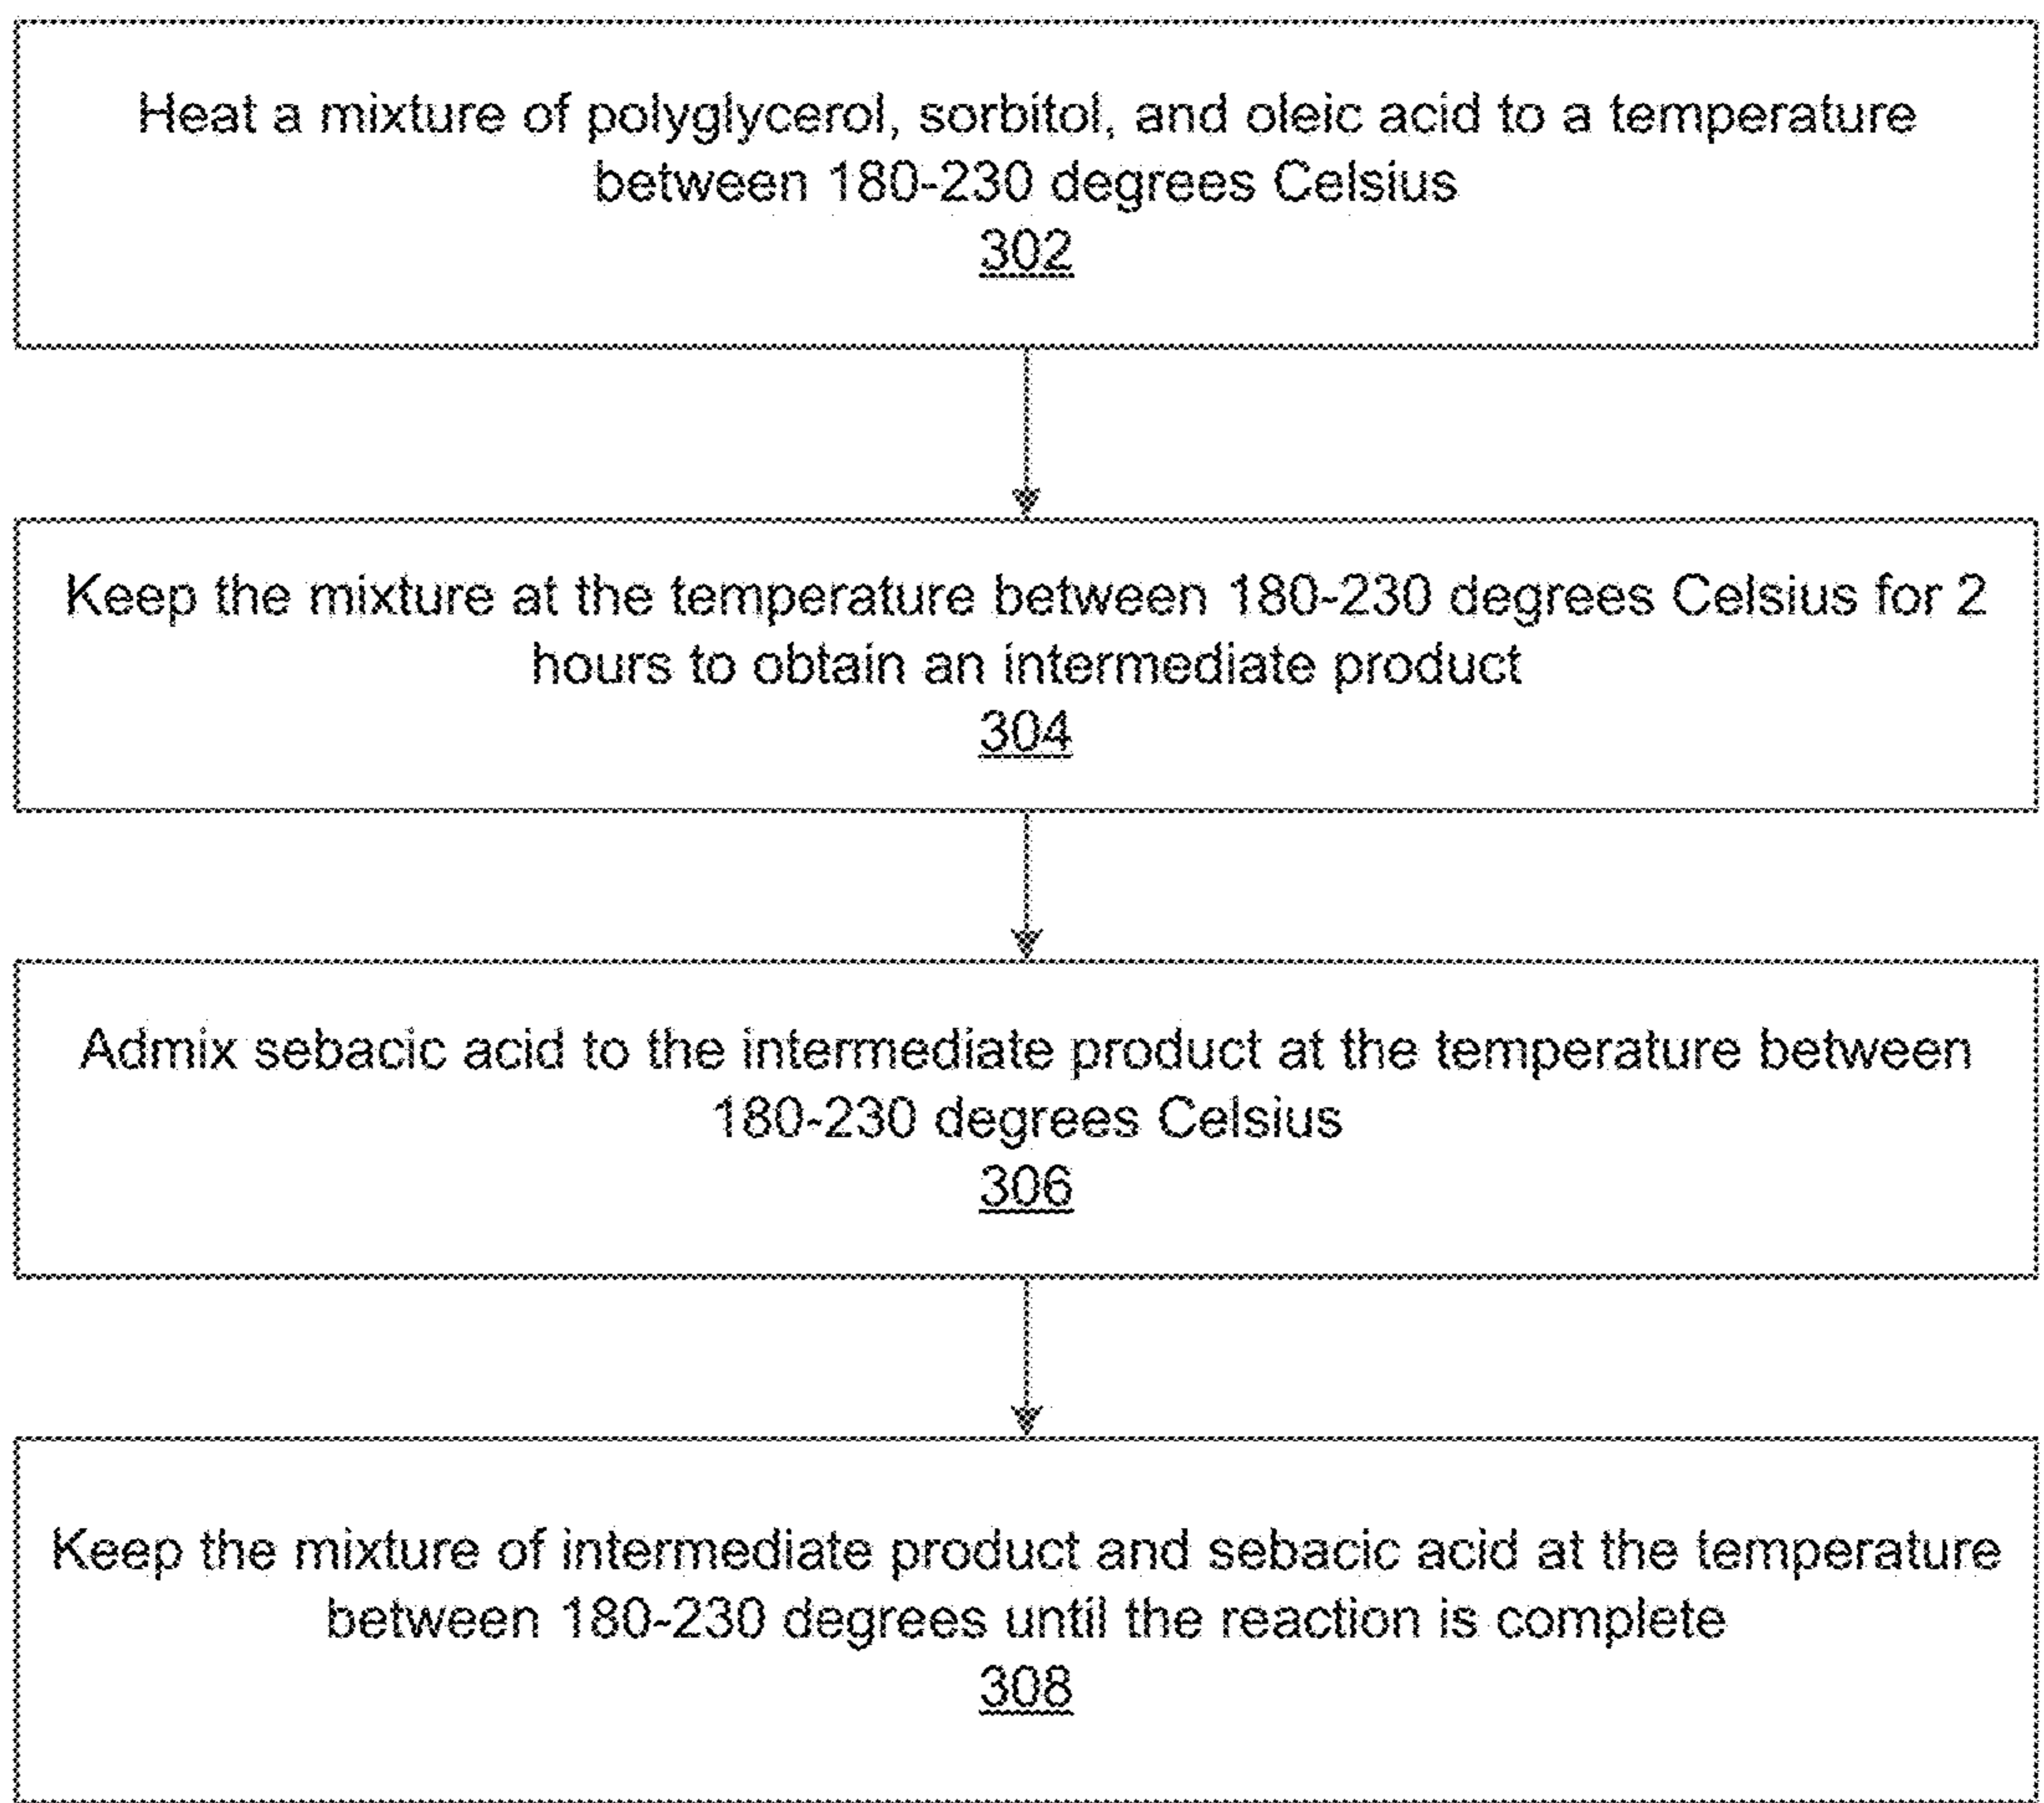 Heat a mixture of polyglycerol, sorbitol, and oleic acid to a temperature
between 180-230 degrees Celsius
302
Keep the mixture at the temperature between 180-230 degrees Celsius for 2
hours to obtain an intermediate product
304
Admix sebacic acid to the intermediate product at the temperature between
180-230 degrees Celsius
306
Keep the mixture of intermediate product and sebacic acid at the temperature
between 180-230 degrees until the reaction is complete
308